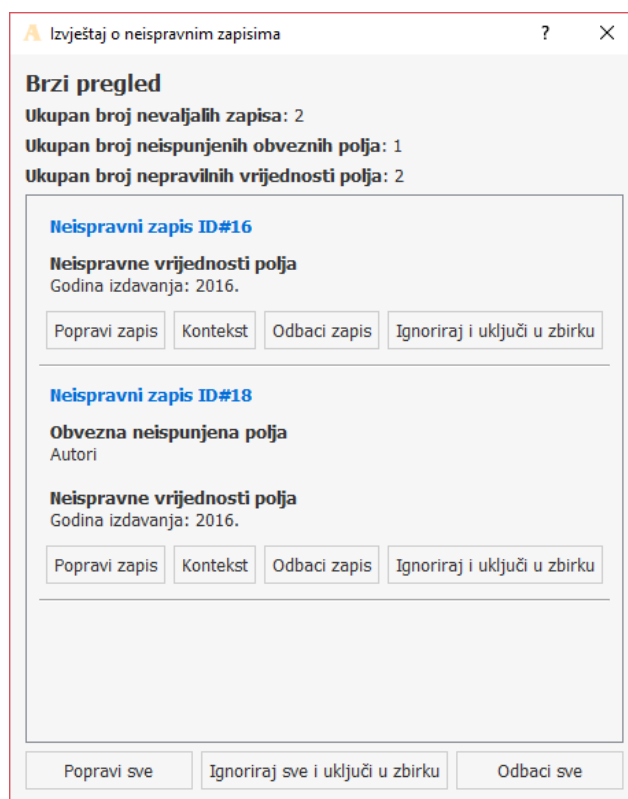 A Izvještaj o neispravnim zapisima ?
Brzi pregled
Ukupan broj nevaljalih zapisa: 2
Ukupan broj neispunjenih obveznih polja: 1
Ukupan broj nepravilnih vrijednosti polja: 2
Neispravni zapis ID#16
Neispravne vrijednosti polja
Godina izdavanja: 2016.
Popravi zapis Kontekst Odbaci zapis Ignoriraj i uključi u zbirku
Neispravni zapis ID#18
Obvezna neispunjena polja
Autori
Neispravne vrijednosti polja
Godina izdavanja: 2016.
Popravi zapis Kontekst Odbaci zapis Ignoriraj i uključi u zbirku
Popravi sve Ignoriraj sve i uključi u zbirku Odbaci sve